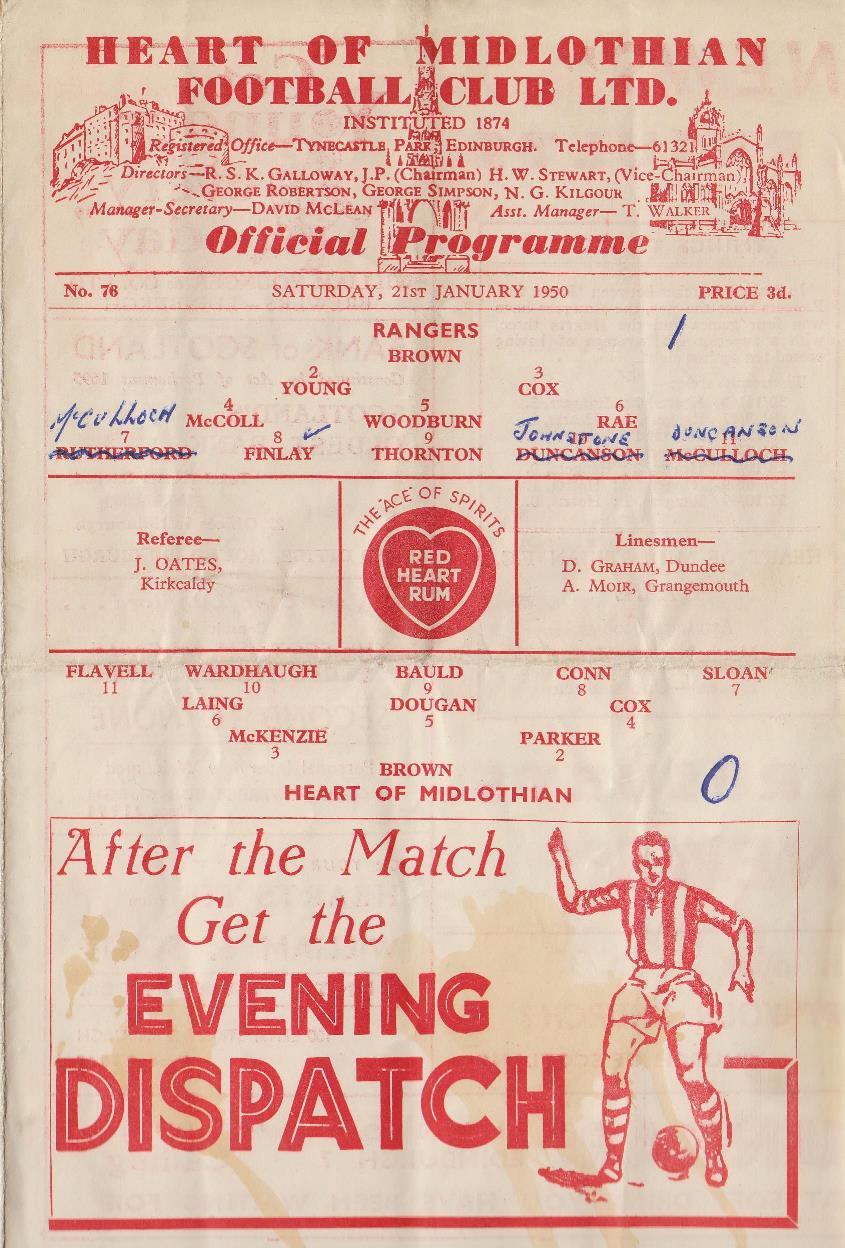 HEART OF MIDLOTHIAN
FOOTBALL CLUB LTD.
INSTITUTED 1874
Registered Office—TYNECASTLE PARK, EDINBURGH. Telephone—61321
Directors—R. S. K. GALLOWAY, J.P. (Chairman) H. W. STEWART, (Vice-Chairman)
GEORGE ROBERTSON, GEORGE SIMPSON, N. G. KILGOUR
Manager-Secretary—DAVID MCLEAN Asst. Manager— T. WALKER
Official Programme
No. 76 SATURDAY, 21ST JANUARY 1950 PRICE 3d.
RANGERS 1
BROWN
2 3
YOUNG COX
4 5 6
McCULLOCH McCOLL WOODBURN RAE
JOHNSTONE DUNCANSON
7 8 9 11
RUTHERFORD FINLAY ✓ THORNTON DUNCANSON McCULLOCH
Referee—
J. OATES,
Kirkcaldy
THE "ACE" OF SPIRITS
RED
HEART
RUM
Linesmen—
D. GRAHAM, Dundee
A. MOIR, Grangemouth
FLAVELL WARDHAUGH BAULD CONN SLOAN
11 10 9 8 7
LAING DOUGAN COX
6 5 4
McKENZIE PARKER
3 2
BROWN
HEART OF MIDLOTHIAN 0
After the Match
Get the
EVENING
DISPATCH